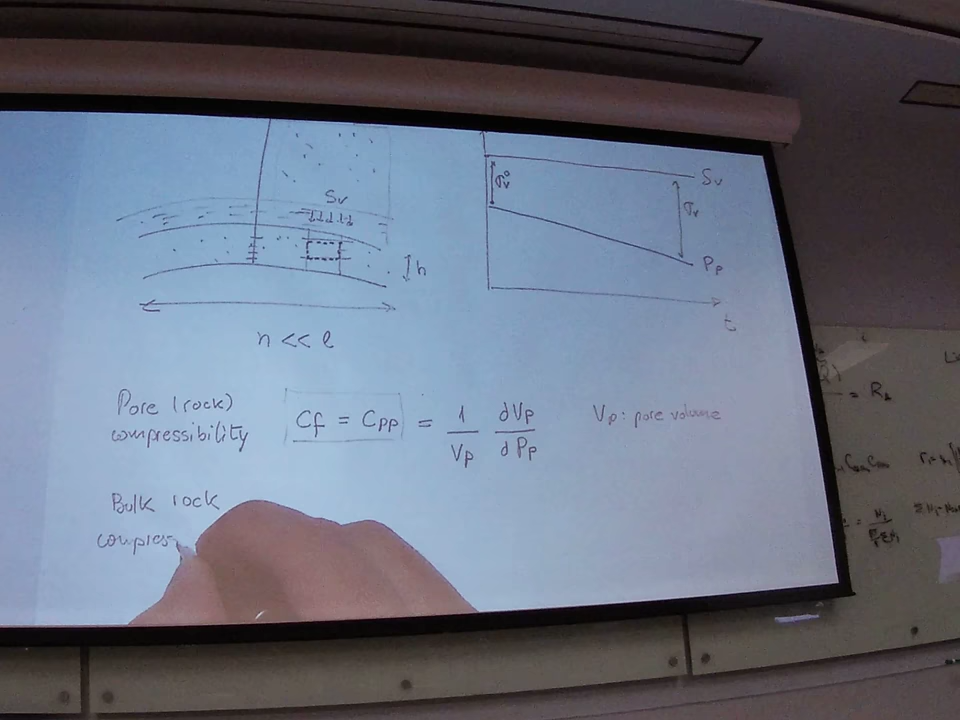 Sv
h
n << l
σv°
Sv
σv
Pp
t
Pore (rock)
compressibility
Cf = Cpp = 1/Vp dVp/dPp
Vp: pore volume
Bulk rock
compres
= R